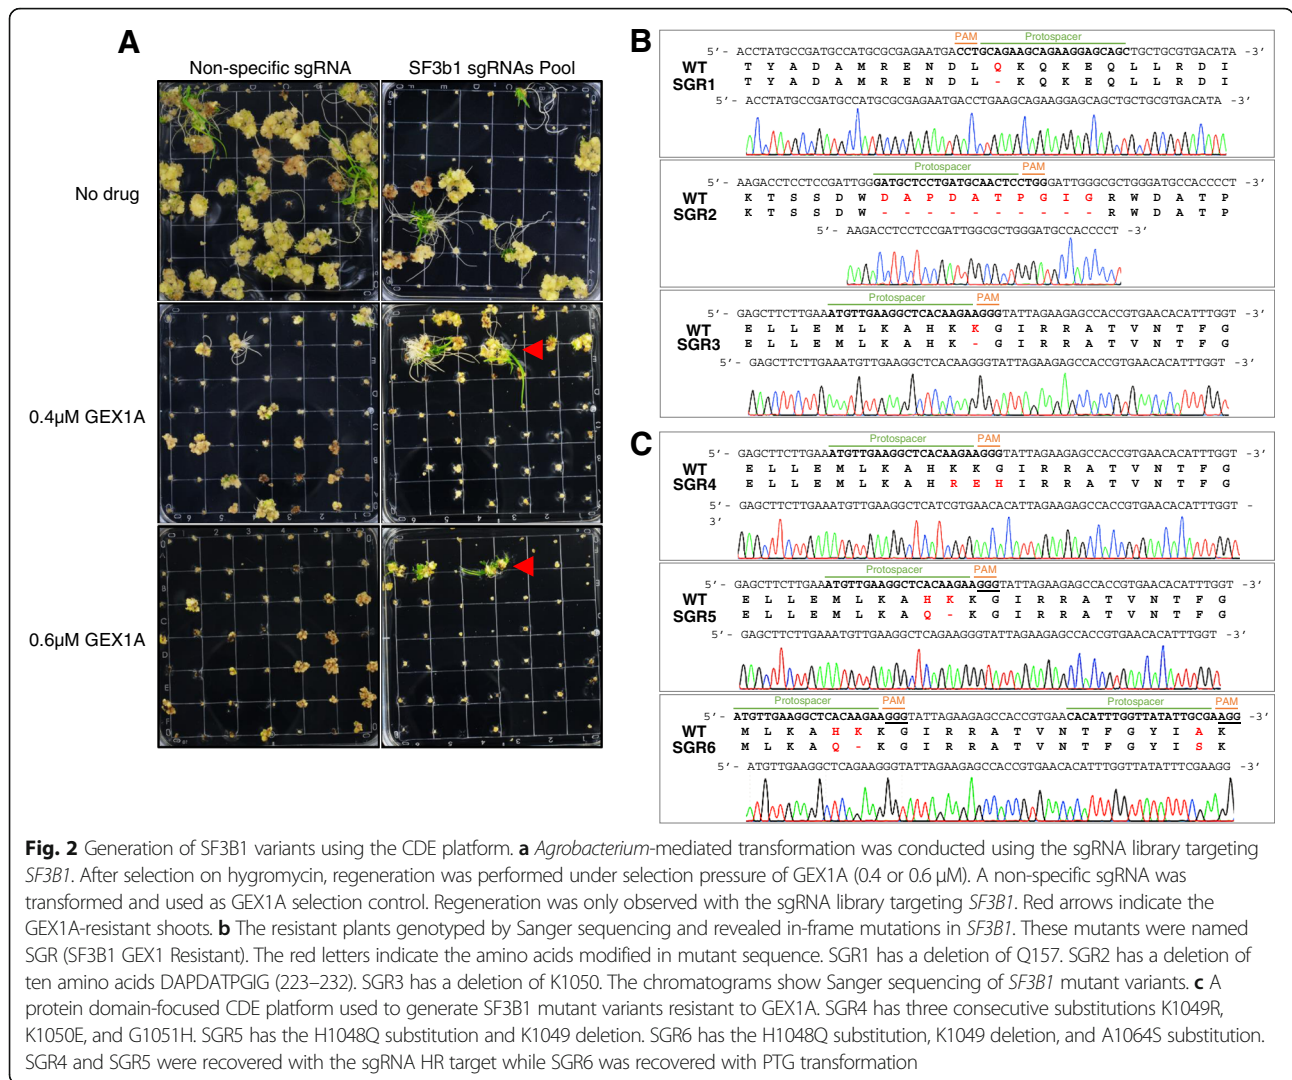 A
Non-specific sgRNA
SF3b1 sgRNAs Pool
No drug
0.4µM GEX1A
0.6µM GEX1A
B
PAM Protospacer
5′- ACCTATGCCGATGCCATGCGCGAGAATGACCTGCAGAAGCAGAAGGAGCAGCTGCTGCGTGACATA -3′
WT T Y A D A M R E N D L Q K Q K E Q L L R D I
SGR1 T Y A D A M R E N D L - K Q K E Q L L R D I
5′- ACCTATGCCGATGCCATGCGCGAGAATGACCTGAAGCAGAAGGAGCAGCTGCTGCGTGACATA -3′
Protospacer PAM
5′- AAGACCTCCTCCGATTGGGATGCTCCTGATGCAACTCCTGGGATTGGGCGCTGGGATGCCACCCCT -3′
WT K T S S D W D A P D A T P G I G R W D A T P
SGR2 K T S S D W - - - - - - - - - - R W D A T P
5′- AAGACCTCCTCCGATTGGCGCTGGGATGCCACCCCT -3′
Protospacer PAM
5′- GAGCTTCTTGAAATGTTGAAGGCTCACAAGAAGGGTATTAGAAGAGCCACCGTGAACACATTTGGT -3′
WT E L L E M L K A H K K G I R R A T V N T F G
SGR3 E L L E M L K A H K - G I R R A T V N T F G
5′- GAGCTTCTTGAAATGTTGAAGGCTCACAAGGGTATTAGAAGAGCCACCGTGAACACATTTGGT -3′
C
Protospacer PAM
5′- GAGCTTCTTGAAATGTTGAAGGCTCACAAGAAGGGTATTAGAAGAGCCACCGTGAACACATTTGGT -3′
WT E L L E M L K A H K K G I R R A T V N T F G
SGR4 E L L E M L K A H R E H I R R A T V N T F G
5′- GAGCTTCTTGAAATGTTGAAGGCTCATCGTGAACACATTAGAAGAGCCACCGTGAACACATTTGGT -
3′
Protospacer PAM
5′- GAGCTTCTTGAAATGTTGAAGGCTCACAAGAAGGGTATTAGAAGAGCCACCGTGAACACATTTGGT -3′
WT E L L E M L K A H K K G I R R A T V N T F G
SGR5 E L L E M L K A Q - K G I R R A T V N T F G
5′- GAGCTTCTTGAAATGTTGAAGGCTCAGAAGGGTATTAGAAGAGCCACCGTGAACACATTTGGT -3′
Protospacer PAM Protospacer PAM
5′- ATGTTGAAGGCTCACAAGAAGGGTATTAGAAGAGCCACCGTGAACACATTTGGTTATATTGCGAAGG -3′
WT M L K A H K K G I R R A T V N T F G Y I A K
SGR6 M L K A Q - K G I R R A T V N T F G Y I S K
5′- ATGTTGAAGGCTCAGAAGGGTATTAGAAGAGCCACCGTGAACACATTTGGTTATATTTCGAAGG -3′
Fig. 2 Generation of SF3B1 variants using the CDE platform. a Agrobacterium-mediated transformation was conducted using the sgRNA library targeting
SF3B1. After selection on hygromycin, regeneration was performed under selection pressure of GEX1A (0.4 or 0.6 µM). A non-specific sgRNA was
transformed and used as GEX1A selection control. Regeneration was only observed with the sgRNA library targeting SF3B1. Red arrows indicate the
GEX1A-resistant shoots. b The resistant plants genotyped by Sanger sequencing and revealed in-frame mutations in SF3B1. These mutants were named
SGR (SF3B1 GEX1 Resistant). The red letters indicate the amino acids modified in mutant sequence. SGR1 has a deletion of Q157. SGR2 has a deletion of
ten amino acids DAPDATPGIG (223–232). SGR3 has a deletion of K1050. The chromatograms show Sanger sequencing of SF3B1 mutant variants. c A
protein domain-focused CDE platform used to generate SF3B1 mutant variants resistant to GEX1A. SGR4 has three consecutive substitutions K1049R,
K1050E, and G1051H. SGR5 has the H1048Q substitution and K1049 deletion. SGR6 has the H1048Q substitution, K1049 deletion, and A1064S substitution.
SGR4 and SGR5 were recovered with the sgRNA HR target while SGR6 was recovered with PTG transformation